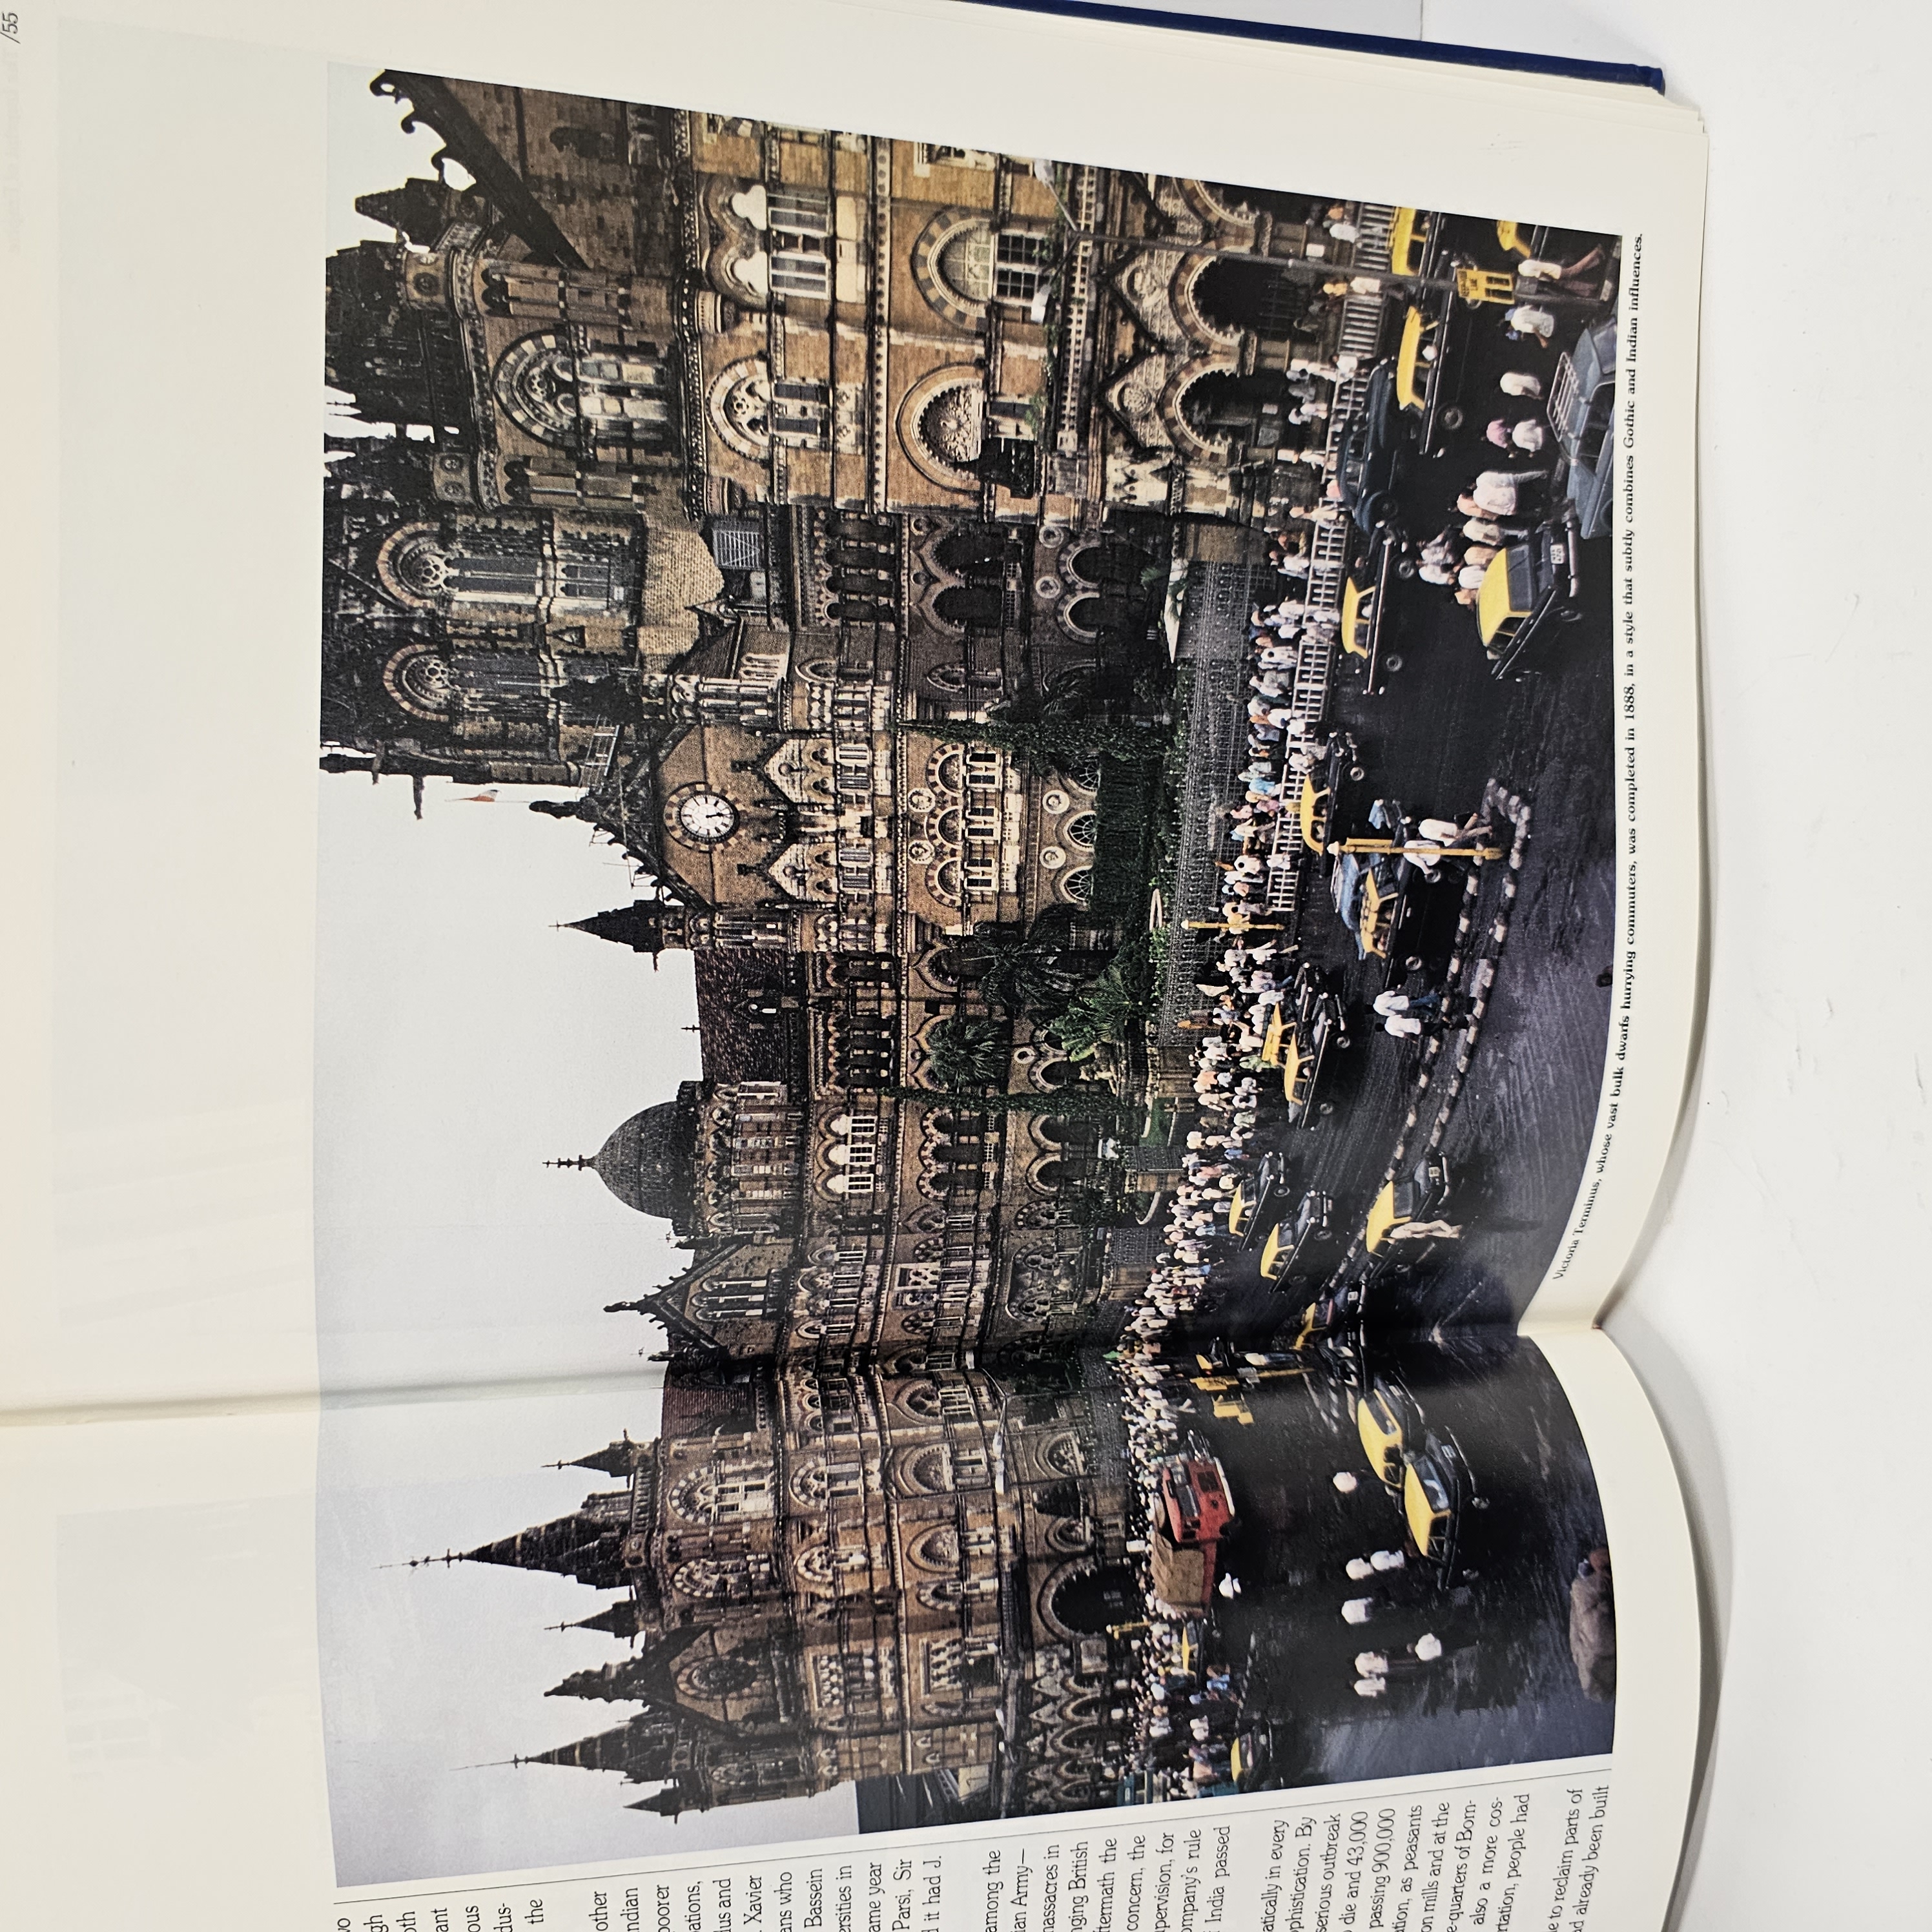 /55
wo
gh
oth
ant
ous
dus-
the
other
ndian
poorer
ations,
lus and
. Xavier
ans who
Bassein
ersities in
ame year
Parsi, Sir
d it had J.
among the
ian Army—
nassacres in
nging British
ftermath the
concern, the
pervision, for
ompany's rule
f India passed
atically in every
phistication. By
serious outbreak
o die and 43,000
passing 900,000
ation, as peasants
on mills and at the
e-quarters of Bom-
also a more cos-
rtation, people had
e to reclaim parts of
ad already been built
Victoria Terminus, whose vast bulk dwarfs hurrying commuters, was completed in 1888, in a style that subtly combines Gothic and Indian influences.